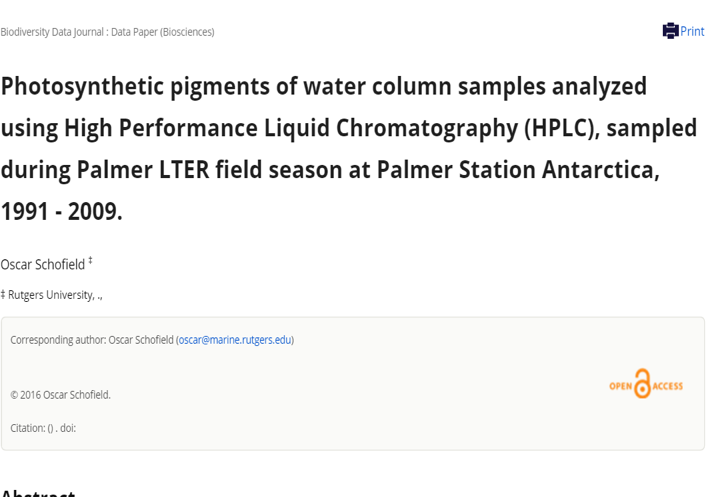 Biodiversity Data Journal : Data Paper (Biosciences)
Print
Photosynthetic pigments of water column samples analyzed
using High Performance Liquid Chromatography (HPLC), sampled
during Palmer LTER field season at Palmer Station Antarctica,
1991 - 2009.
Oscar Schofield ‡
‡ Rutgers University, .,
Corresponding author: Oscar Schofield (oscar@marine.rutgers.edu)
OPEN ACCESS
© 2016 Oscar Schofield.
Citation: () . doi:
Abstract